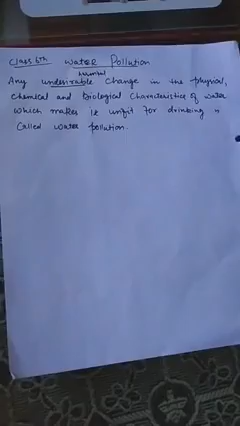 Class 6th Water Pollution
Any undesirable change in the physical,
chemical and biological characteristics of water
which makes it unfit for drinking is
called water pollution.